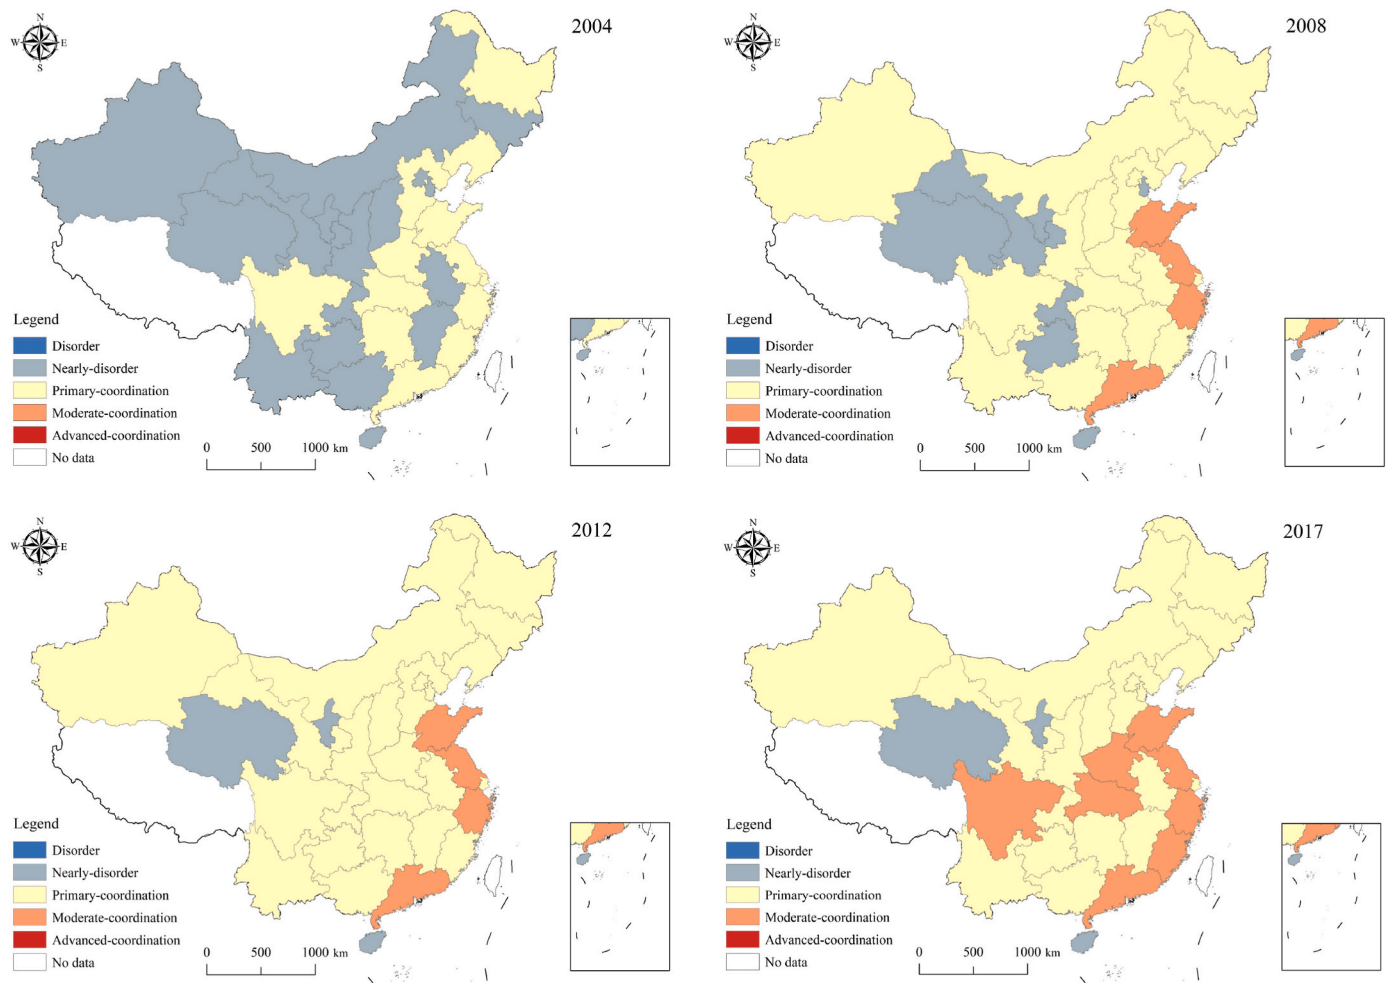 N
W E
S
2004
Legend
Disorder
Nearly-disorder
Primary-coordination
Moderate-coordination
Advanced-coordination
No data
0 500 1000 km
N
W E
S
2008
Legend
Disorder
Nearly-disorder
Primary-coordination
Moderate-coordination
Advanced-coordination
No data
0 500 1000 km
N
W E
S
2012
Legend
Disorder
Nearly-disorder
Primary-coordination
Moderate-coordination
Advanced-coordination
No data
0 500 1000 km
N
W E
S
2017
Legend
Disorder
Nearly-disorder
Primary-coordination
Moderate-coordination
Advanced-coordination
No data
0 500 1000 km